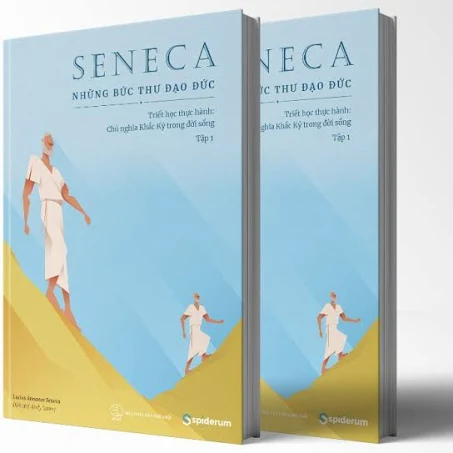 SENECA
NHỮNG BỨC THƯ ĐẠO ĐỨC
Triết học thực hành:
Chủ nghĩa Khắc Kỷ trong đời sống
Tập 1
Lucius Annaeus Seneca
spiderum
NECA
ỨC THƯ ĐẠO ĐỨC
Triết học thực hành:
nghĩa Khắc Kỷ trong đời sống
Tập 1
spiderum